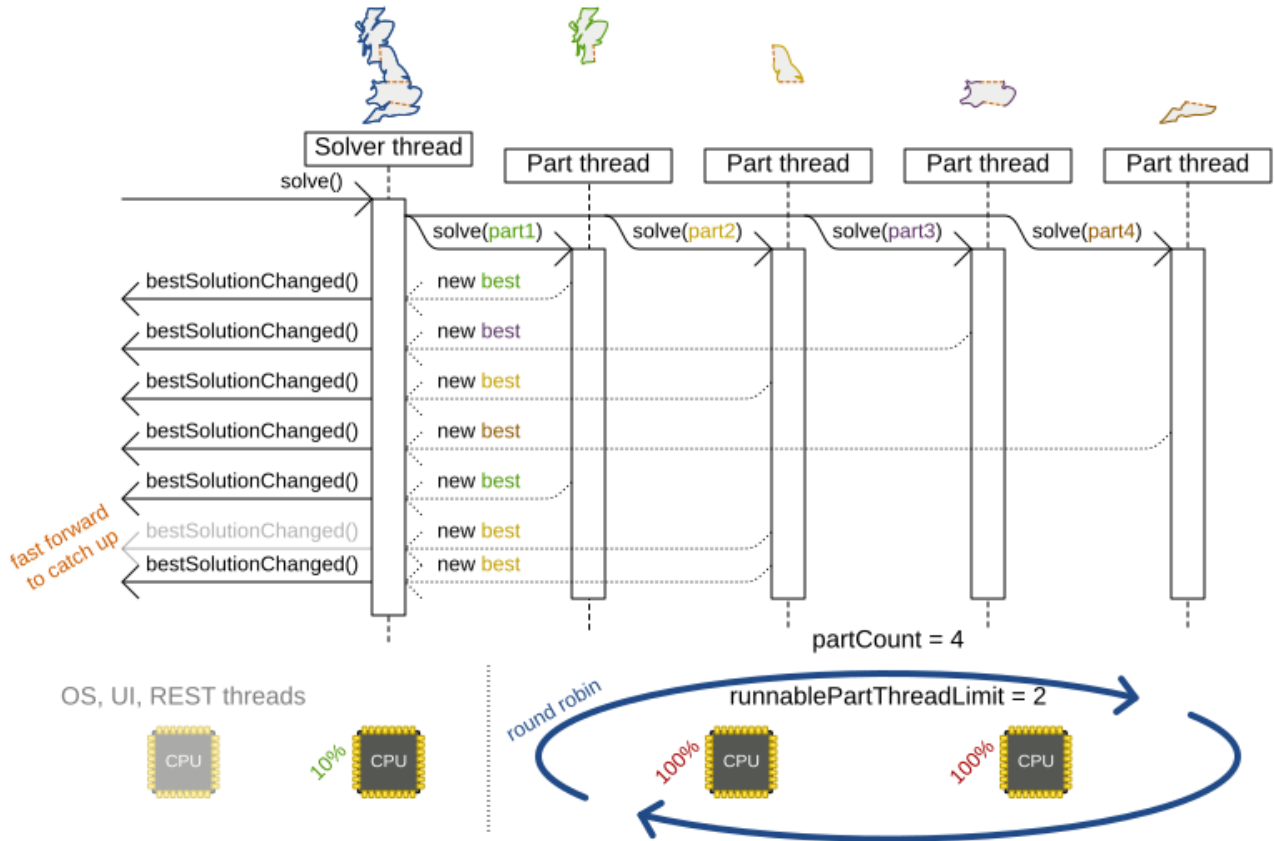 Solver thread
Part thread
Part thread
Part thread
Part thread
solve()
solve(part1)
solve(part2)
solve(part3)
solve(part4)
bestSolutionChanged()
new best
bestSolutionChanged()
new best
bestSolutionChanged()
new best
bestSolutionChanged()
new best
bestSolutionChanged()
new best
fast forward
to catch up
bestSolutionChanged()
new best
bestSolutionChanged()
new best
partCount = 4
OS, UI, REST threads
round robin
runnablePartThreadLimit = 2
CPU
10%
CPU
100%
CPU
100%
CPU